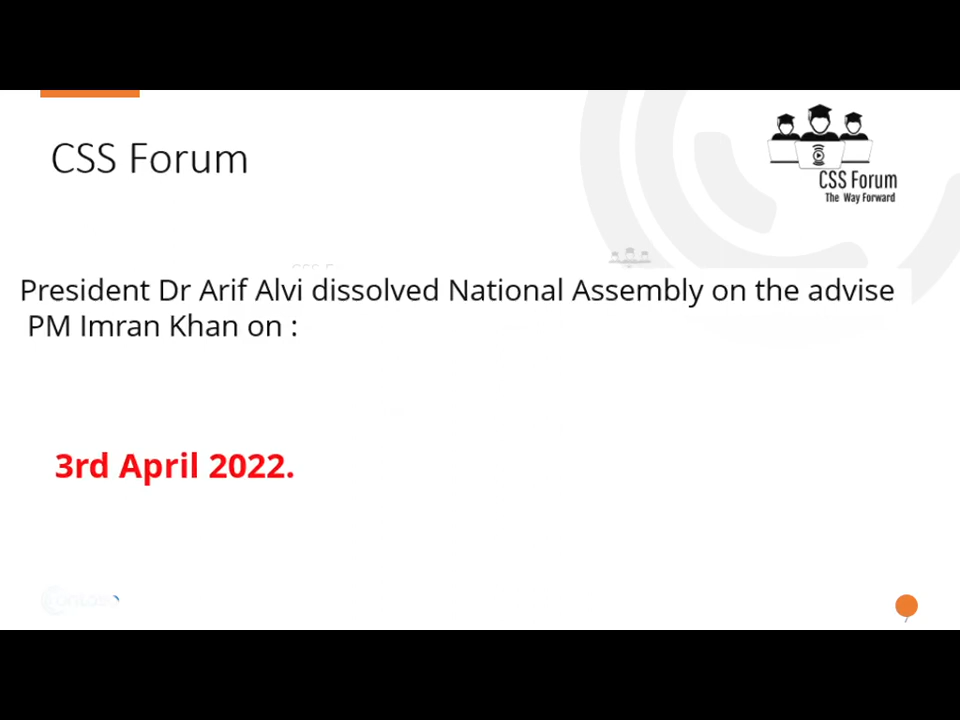 CSS Forum
CSS Forum
The Way Forward
President Dr Arif Alvi dissolved National Assembly on the advise
PM Imran Khan on :
3rd April 2022.
7